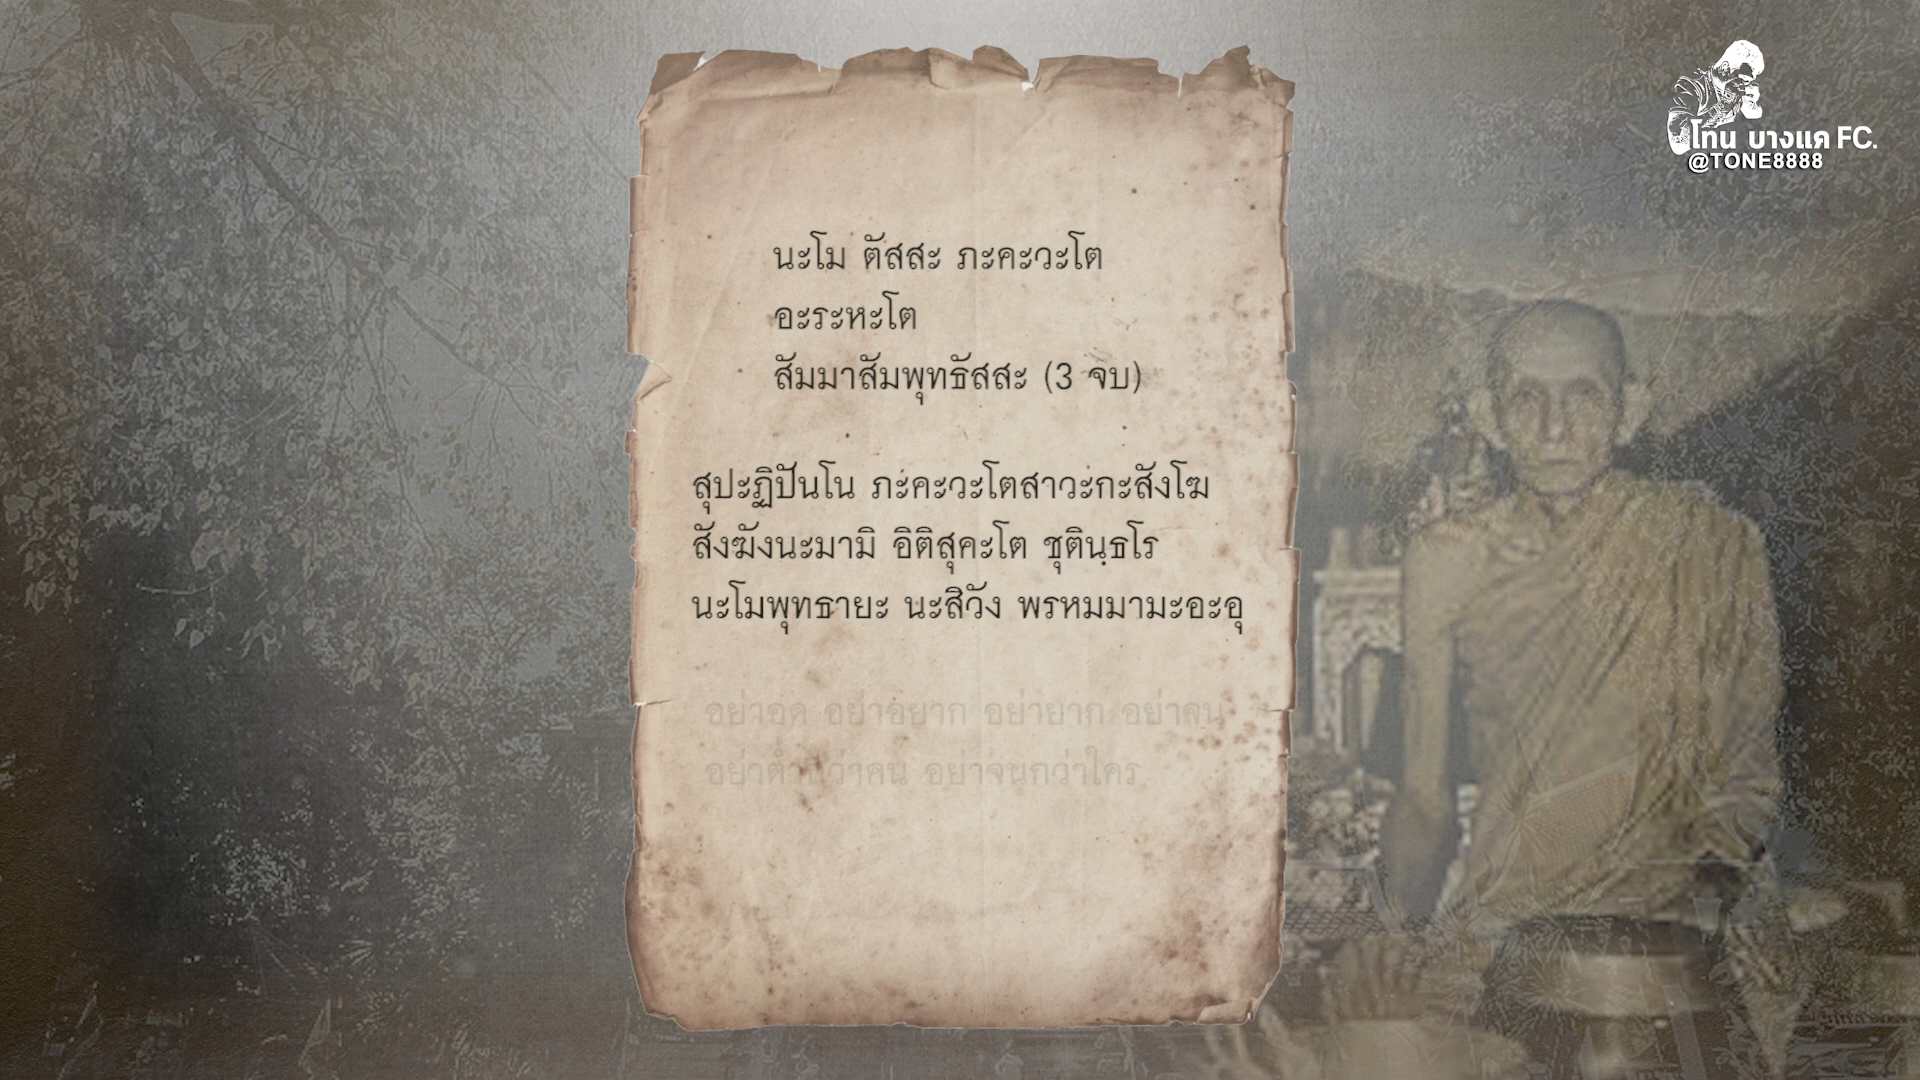 โทน บางแค FC.
@TONE8888
นะโม ตัสสะ ภะคะวะโต
อะระหะโต
สัมมาสัมพุทธัสสะ (3 จบ)
สุปะฏิปันโน ภะคะวะโตสาวะกะสังโฆ
สังฆังนะมามิ อิติสุคะโต ชุตินฺธโร
นะโมพุทธายะ นะสิวัง พรหมมามะอะอุ
อย่าอด อย่าอยาก อย่ายาก อย่าจน
อย่าต่ำกว่าคน อย่าจนกว่าใคร